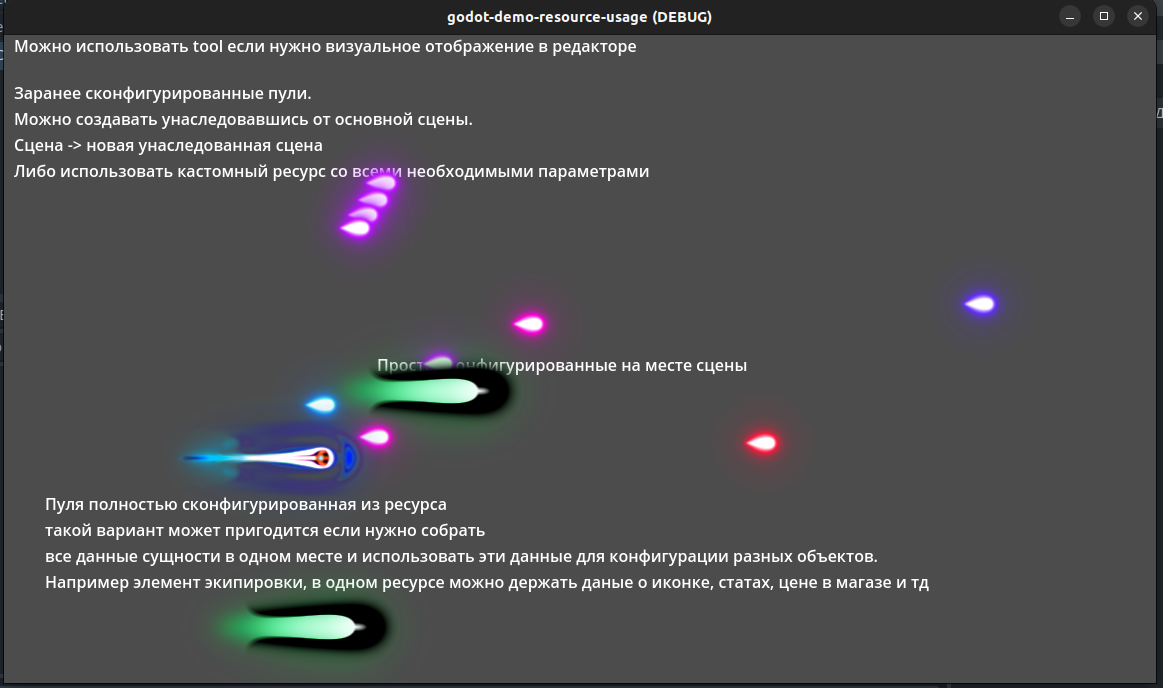 godot-demo-resource-usage (DEBUG)
Можно использовать tool если нужно визуальное отображение в редакторе
Заранее сконфигурированные пули.
Можно создавать унаследовавшись от основной сцены.
Сцена -> новая унаследованная сцена
Либо использовать кастомный ресурс со всеми необходимыми параметрами
конфигурированные на месте сцены
Пуля полностью сконфигурированная из ресурса
такой вариант может пригодится если нужно собрать
все данные сущности в одном месте и использовать эти данные для конфигурации разных объектов.
Например элемент экипировки, в одном ресурсе можно держать даные о иконке, статах, цене в магазе и тд